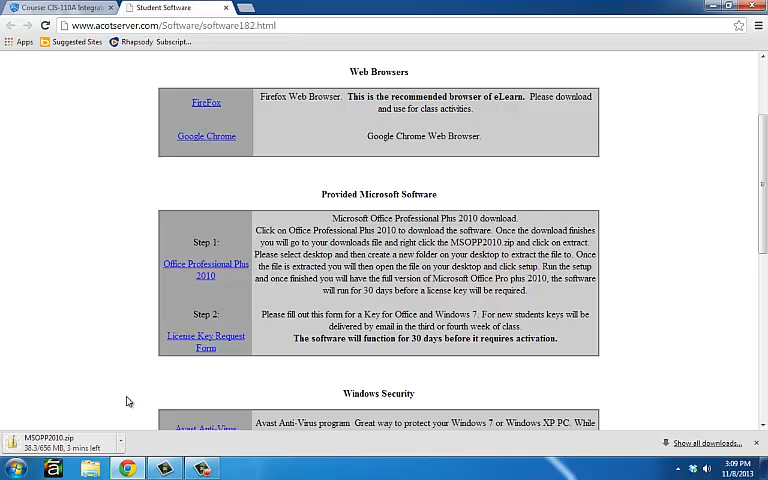 Course CIS-110A Integrati
Student Software
www.acotserver.com/Software/software182.html
Apps Suggested Sites Rhapsody Subscript...
Web Browsers
FireFox
Firefox Web Browser. This is the recommended browser of eLearn. Please download
and use for class activities.
Google Chrome
Google Chrome Web Browser.
Provided Microsoft Software
Microsoft Office Professional Plus 2010 download.
Click on Office Professional Plus 2010 to download the software. Once the download finishes
Step 1:
you will go to your downloads file and right click the MSOPP2010.zip and click on extract.
Please select desktop and then create a new folder on your desktop to extract the file to. Once
Office Professional Plus
2010
the file is extracted you will then open the file on your desktop and click setup. Run the setup
and once finished you will have the full version of Microsoft Office Pro plus 2010, the software
will run for 30 days before a license key will be required.
Step 2:
Please fill out this form for a Key for Office and Windows 7. For new students keys will be
delivered by email in the third or fourth week of class.
License Key Request
Form
The software will function for 30 days before it requires activation.
Windows Security
Avast Anti-Virus
Avast Anti-Virus program Great way to protect your Windows 7 or Windows XP PC. While
MSOPP2010.zip
38.3/656 MB, 3 mins left
Show all downloads...
3:09 PM
11/8/2013